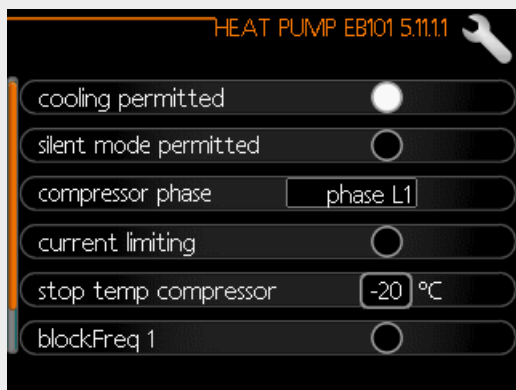 HEAT PUMP EB101 5.11.1.1
cooling permitted
silent mode permitted
compressor phase phase L1
current limiting
stop temp compressor -20 °C
blockFreq 1